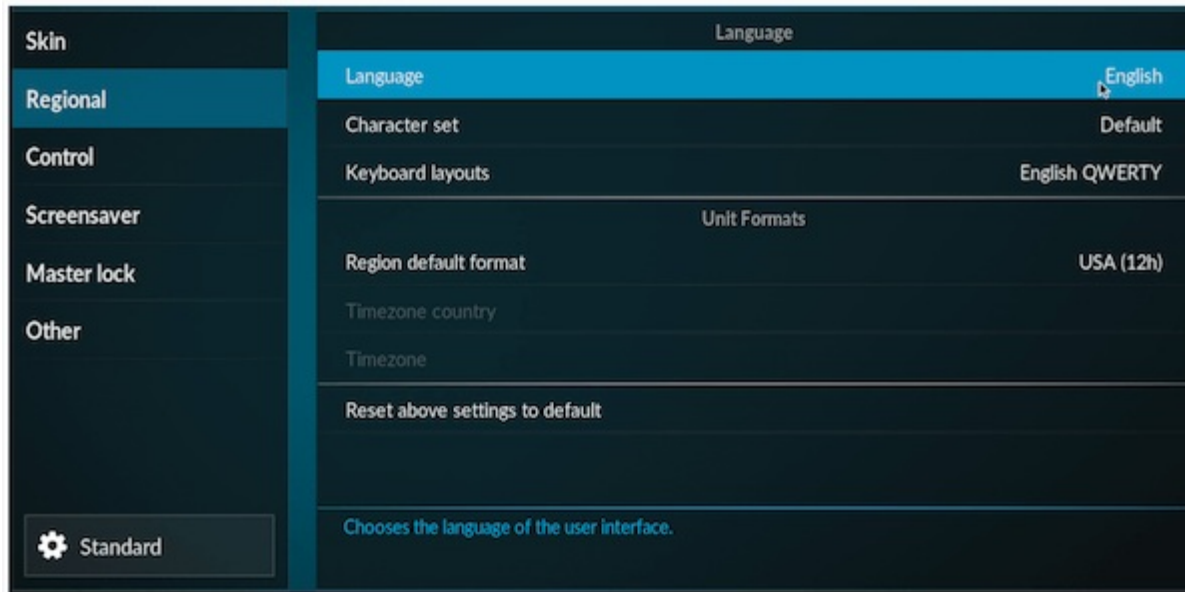 Skin
Regional
Control
Screensaver
Master lock
Other
Standard
Language
Language English
Character set Default
Keyboard layouts English QWERTY
Unit Formats
Region default format USA (12h)
Timezone country
Timezone
Reset above settings to default
Chooses the language of the user interface.